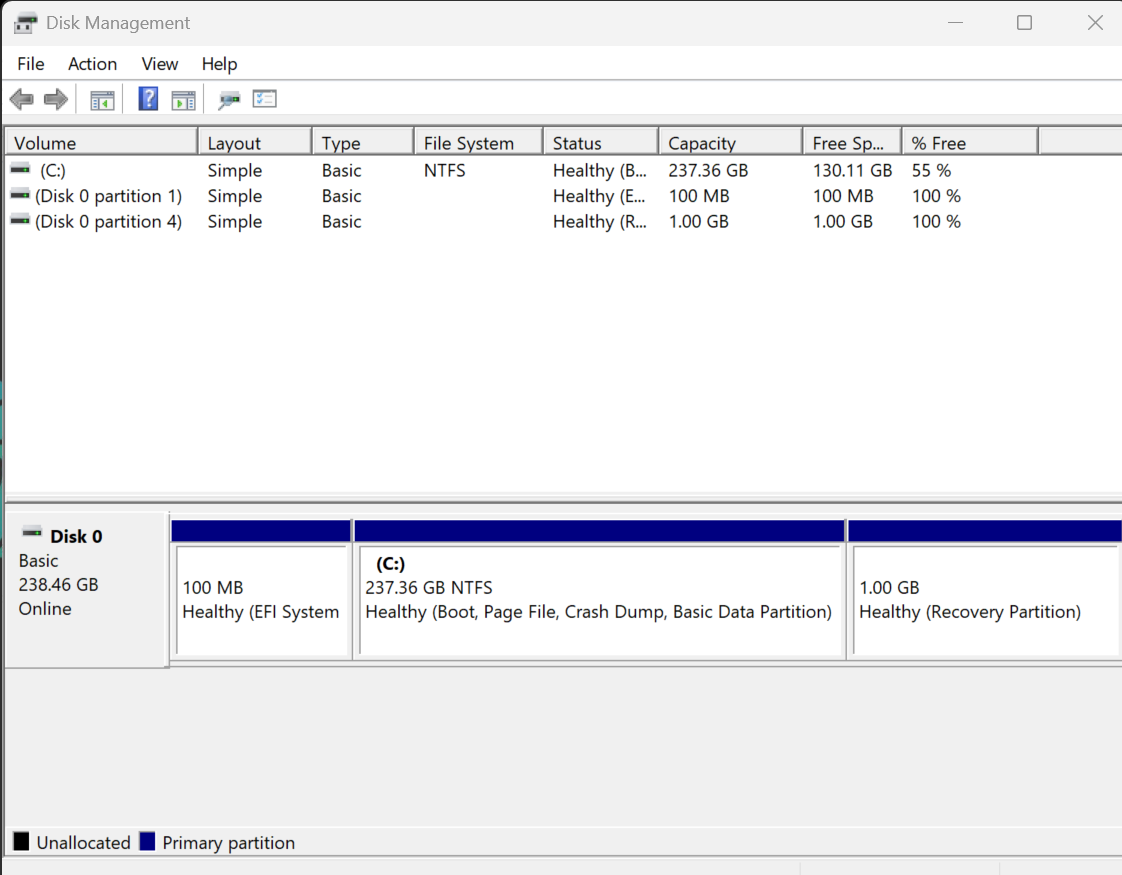 Disk Management
File Action View Help
Volume Layout Type File System Status Capacity Free Sp... % Free
(C:) Simple Basic NTFS Healthy (B... 237.36 GB 130.11 GB 55 %
(Disk 0 partition 1) Simple Basic Healthy (E... 100 MB 100 MB 100 %
(Disk 0 partition 4) Simple Basic Healthy (R... 1.00 GB 1.00 GB 100 %
Disk 0
Basic
238.46 GB
Online
100 MB
Healthy (EFI System
(C:)
237.36 GB NTFS
Healthy (Boot, Page File, Crash Dump, Basic Data Partition)
1.00 GB
Healthy (Recovery Partition)
Unallocated Primary partition